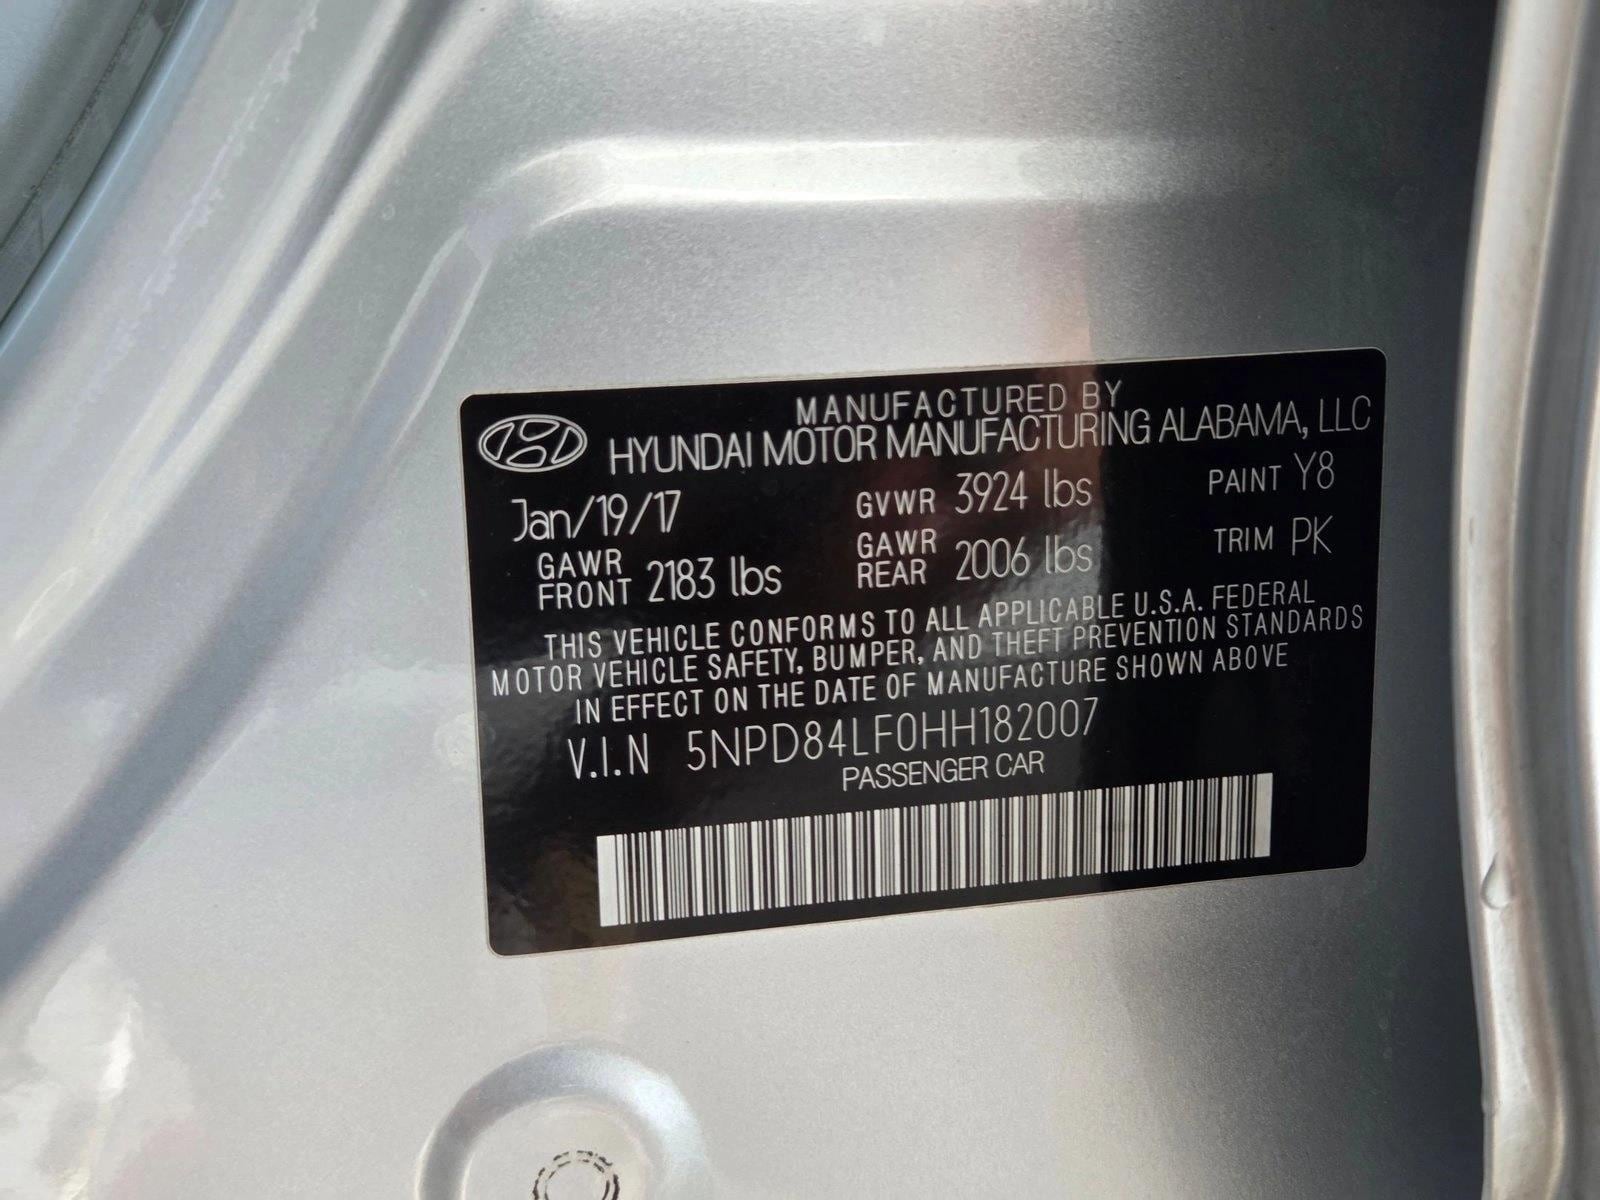 MANUFACTURED BY
HYUNDAI MOTOR MANUFACTURING ALABAMA, LLC
Jan/19/17 GVWR 3924 lbs PAINT Y8
GAWR FRONT 2183 lbs GAWR REAR 2006 lbs TRIM PK
THIS VEHICLE CONFORMS TO ALL APPLICABLE U.S.A. FEDERAL
MOTOR VEHICLE SAFETY, BUMPER, AND THEFT PREVENTION STANDARDS
IN EFFECT ON THE DATE OF MANUFACTURE SHOWN ABOVE
V.I.N 5NPD84LF0HH182007
PASSENGER CAR